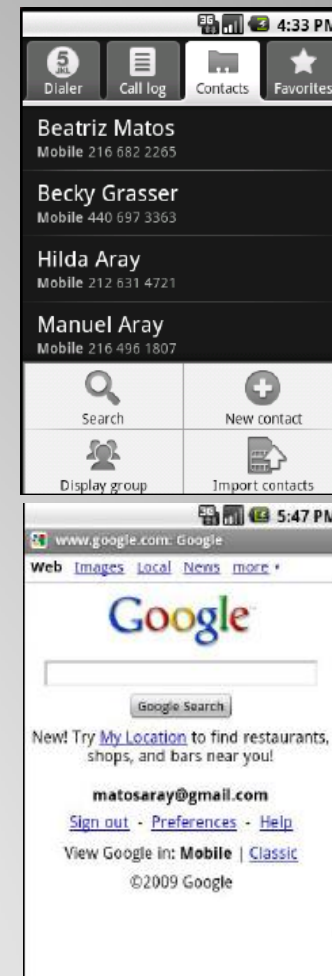 3G 4:33 PM
5 JKL
Dialer Call log Contacts Favorites
Beatriz Matos
Mobile 216 682 2265
Becky Grasser
Mobile 440 697 3363
Hilda Aray
Mobile 212 631 4721
Manuel Aray
Mobile 216 496 1807
Search New contact
Display group Import contacts
3G 5:47 PM
www.google.com: Google
Web Images Local News more
Google
Google Search
New! Try My Location to find restaurants,
shops, and bars near you!
matosaray@gmail.com
Sign out - Preferences - Help
View Google in: Mobile | Classic
©2009 Google